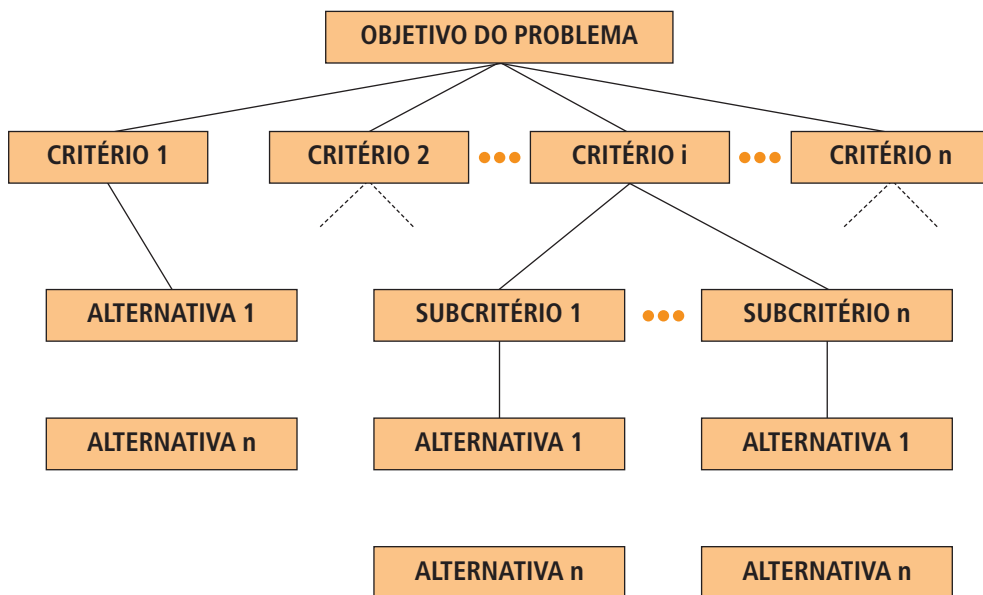 OBJETIVO DO PROBLEMA
CRITÉRIO 1
CRITÉRIO 2
CRITÉRIO i
CRITÉRIO n
ALTERNATIVA 1
SUBCRITÉRIO 1
SUBCRITÉRIO n
ALTERNATIVA n
ALTERNATIVA 1
ALTERNATIVA 1
ALTERNATIVA n
ALTERNATIVA n